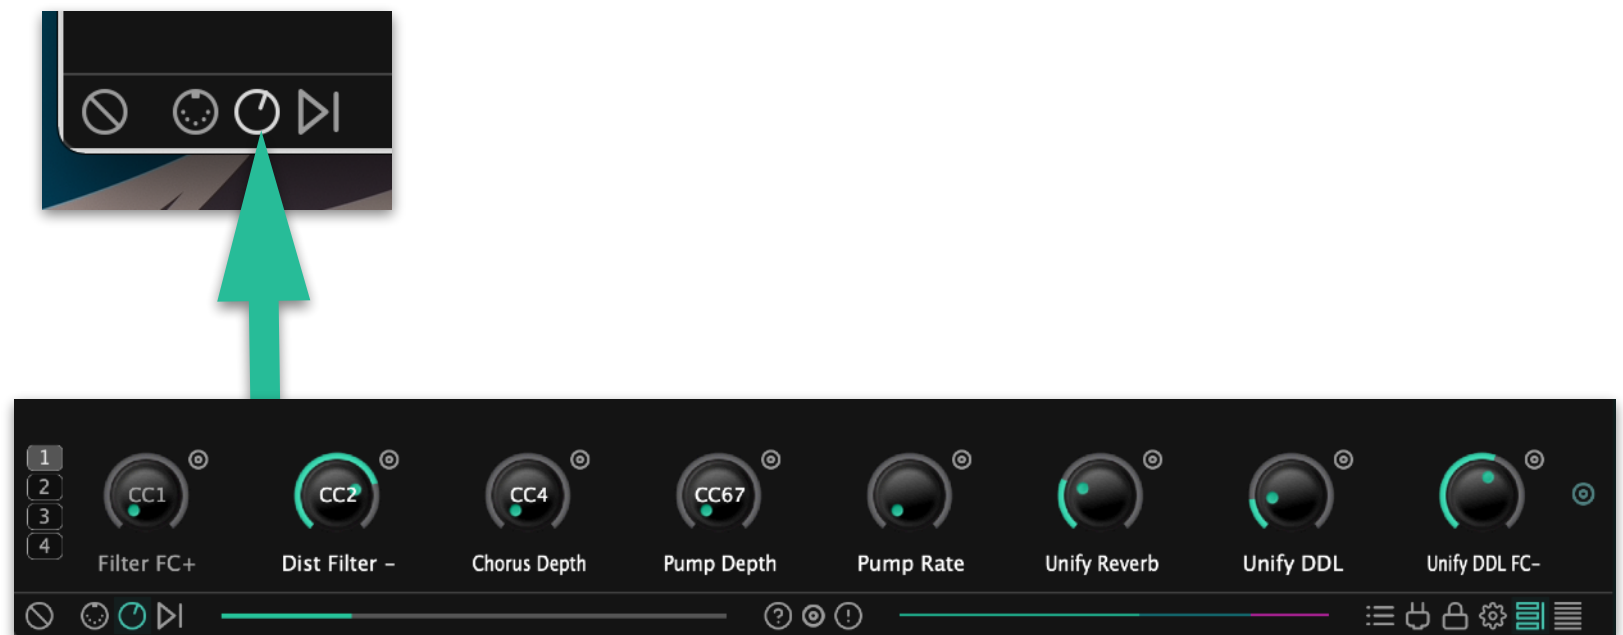 1
2
3
4
CC1
CC2
CC4
CC67
Filter FC+
Dist Filter –
Chorus Depth
Pump Depth
Pump Rate
Unify Reverb
Unify DDL
Unify DDL FC–